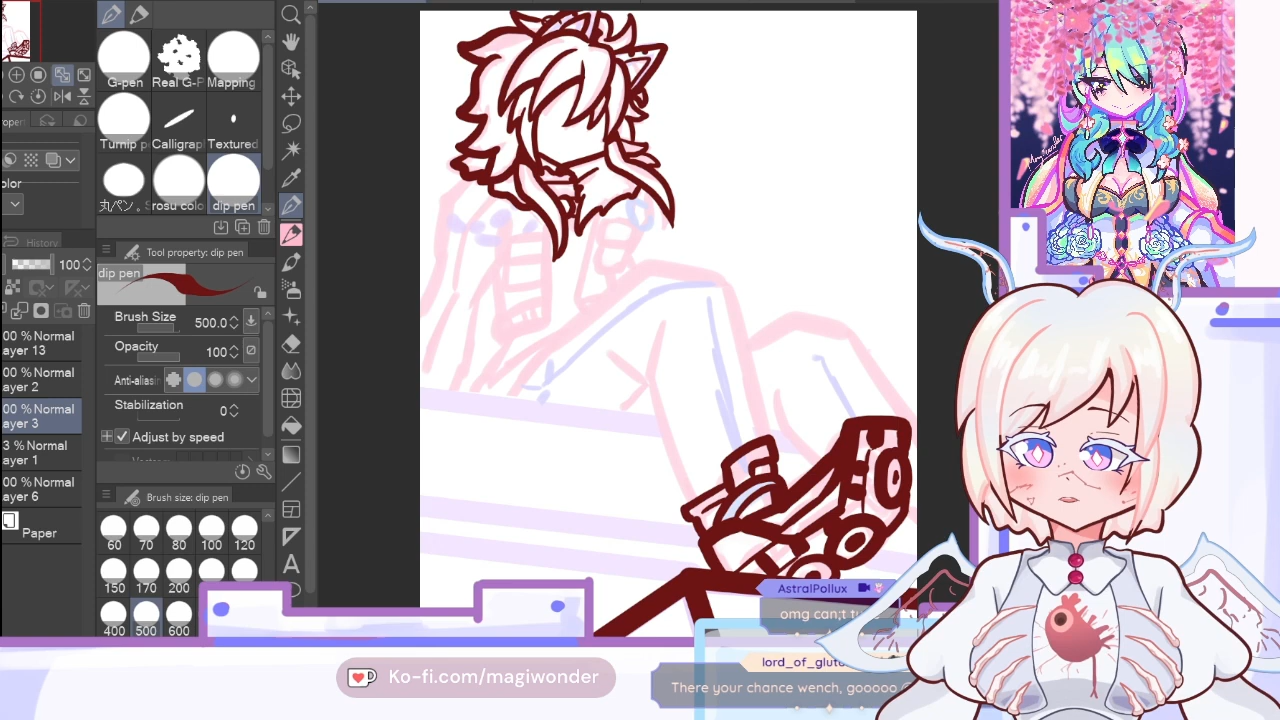 G-pen
Real G-P
Mapping
Turnip p
Calligrap
Textured
丸ペン。S
rosu colo
dip pen
oper
olor
History
100
Tool property: dip pen
dip pen
Brush Size
500.0
Opacity
100
Anti-aliasin
Stabilization
0
Adjust by speed
00 % Normal
ayer 13
00 % Normal
ayer 2
00 % Normal
ayer 3
3 % Normal
ayer 1
00 % Normal
ayer 6
Paper
Brush size: dip pen
60 70 80 100 120
150 170 200
400 500 600
Ko-fi.com/magiwonder
AstralPollux
omg can;t
lord_of_glut
There your chance wench, gooooo